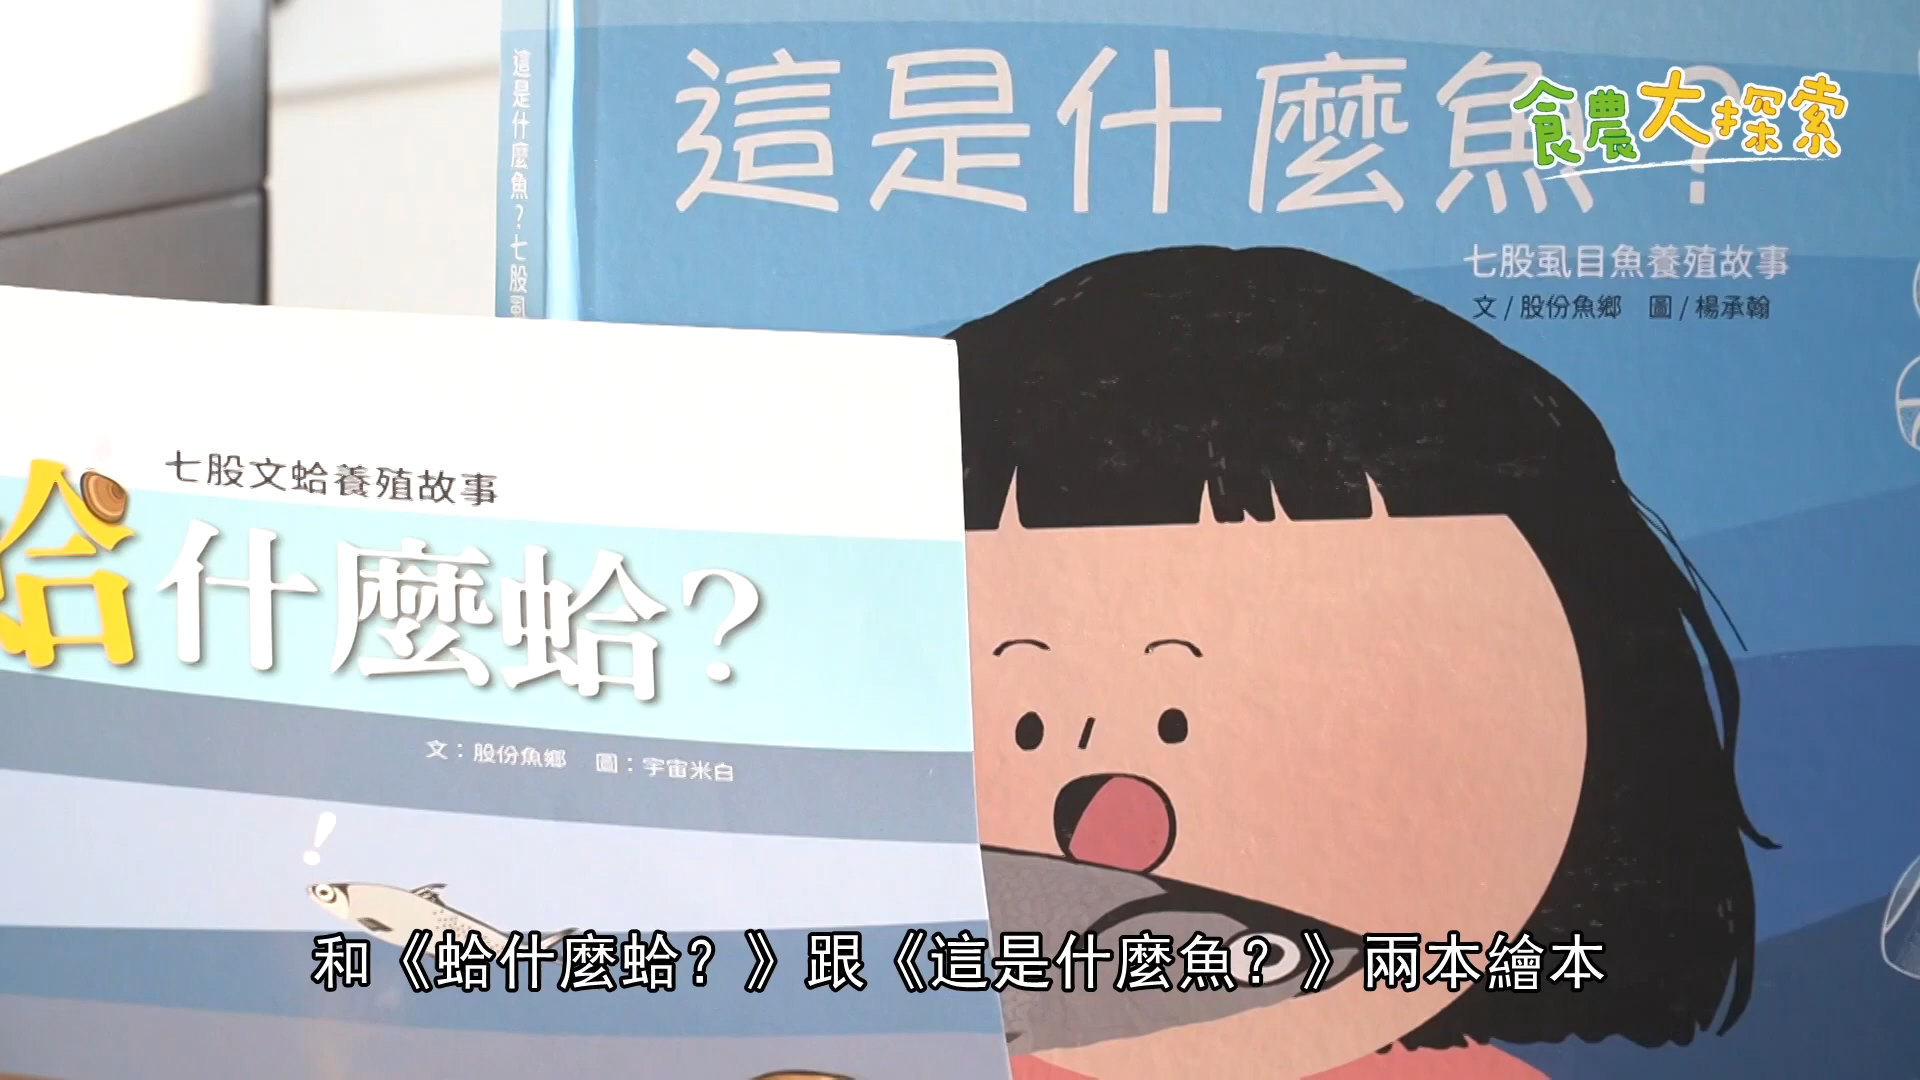 這是什麼魚?
食農大探索
這是什麼魚?七股虱
七股虱目魚養殖故事
文/股份魚鄉 圖/楊承翰
七股文蛤養殖故事
蛤什麼蛤?
文:股份魚鄉 圖:宇宙米白
!
和《蛤什麼蛤?》跟《這是什麼魚?》兩本繪本